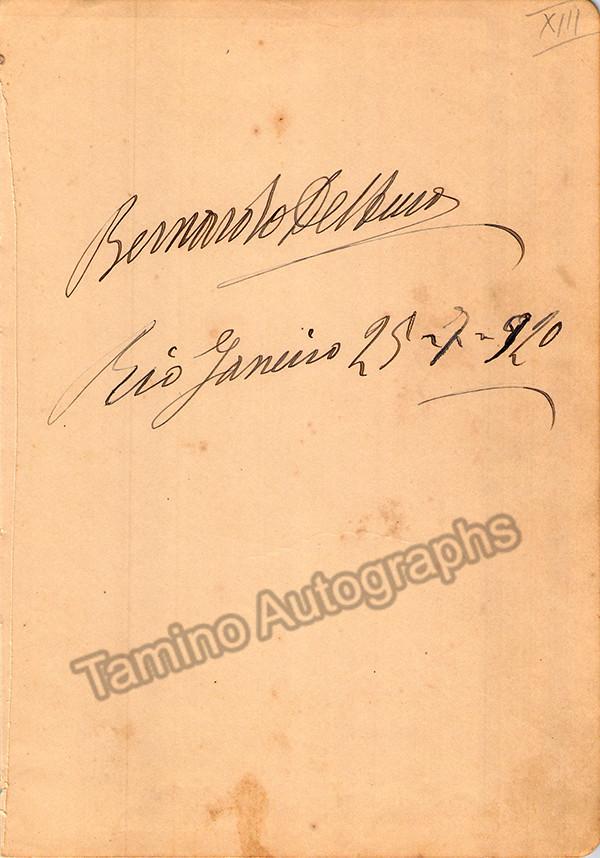 XIII
Bernardo DeMuro
Rio Janeiro 25-7-920
Tamino Autographs